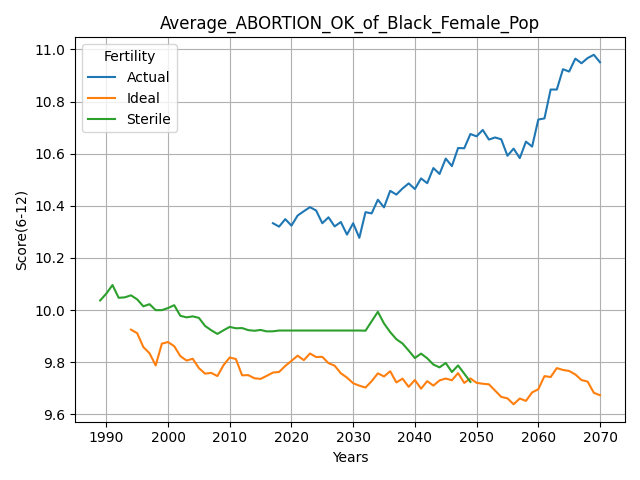 Average_ABORTION_OK_of_Black_Female_Pop
Fertility
Actual
Ideal
Sterile
Score(6-12)
11.0
10.8
10.6
10.4
10.2
10.0
9.8
9.6
1990 2000 2010 2020 2030 2040 2050 2060 2070
Years